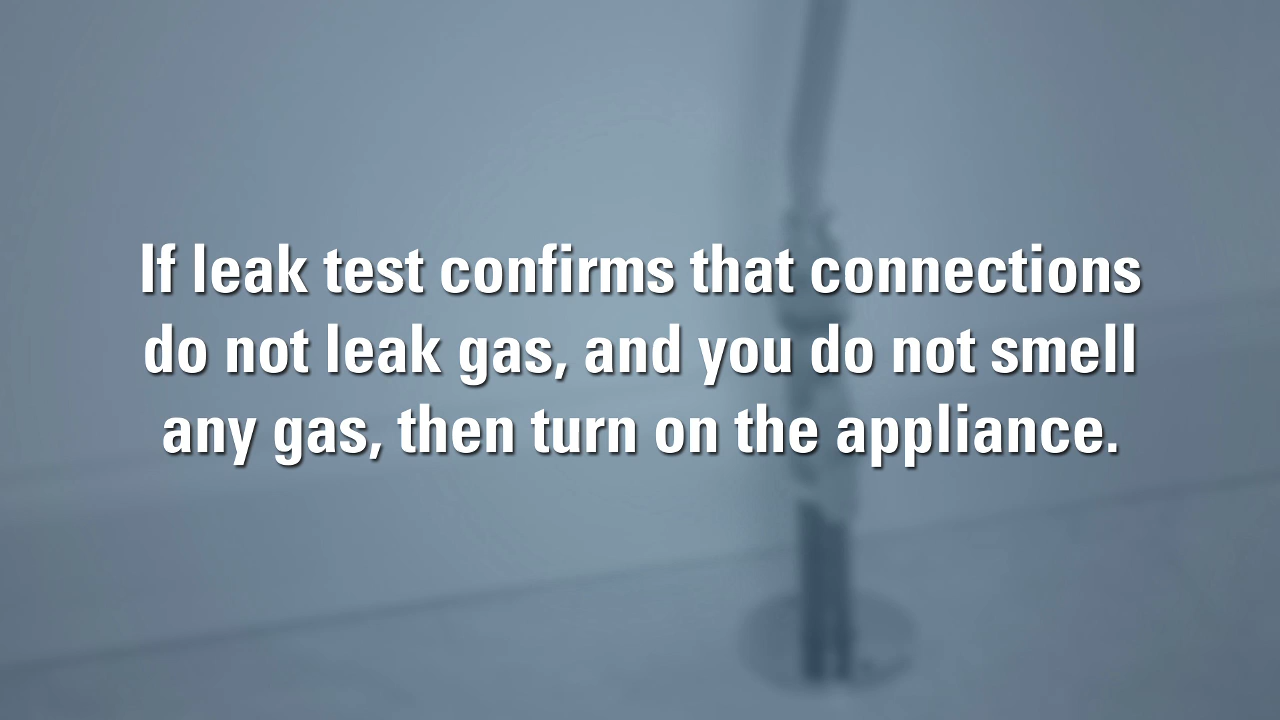 If leak test confirms that connections
do not leak gas, and you do not smell
any gas, then turn on the appliance.